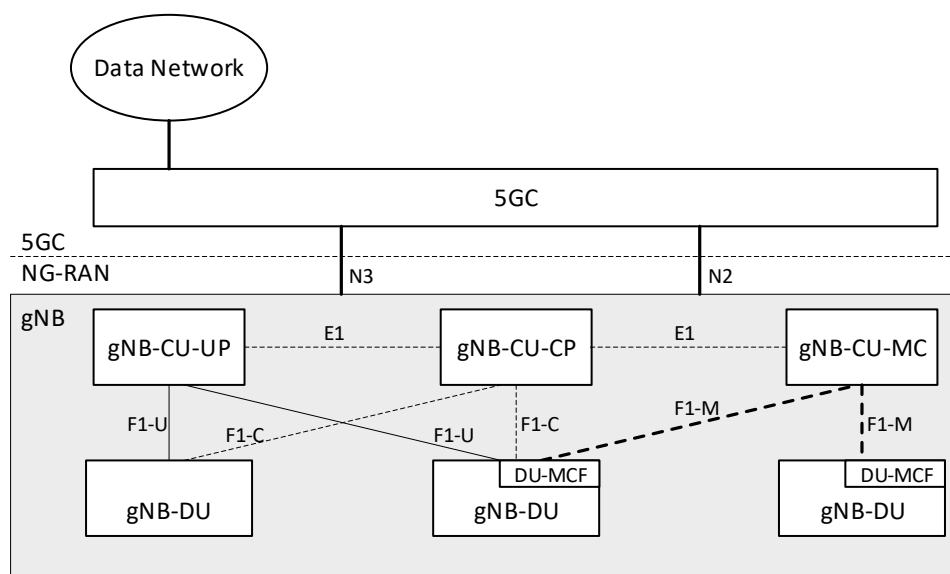 Data Network
5GC
5GC
NG-RAN
N3
N2
gNB
gNB-CU-UP
E1
gNB-CU-CP
E1
gNB-CU-MC
F1-U
F1-C
F1-U
F1-C
F1-M
F1-M
DU-MCF
DU-MCF
gNB-DU
gNB-DU
gNB-DU